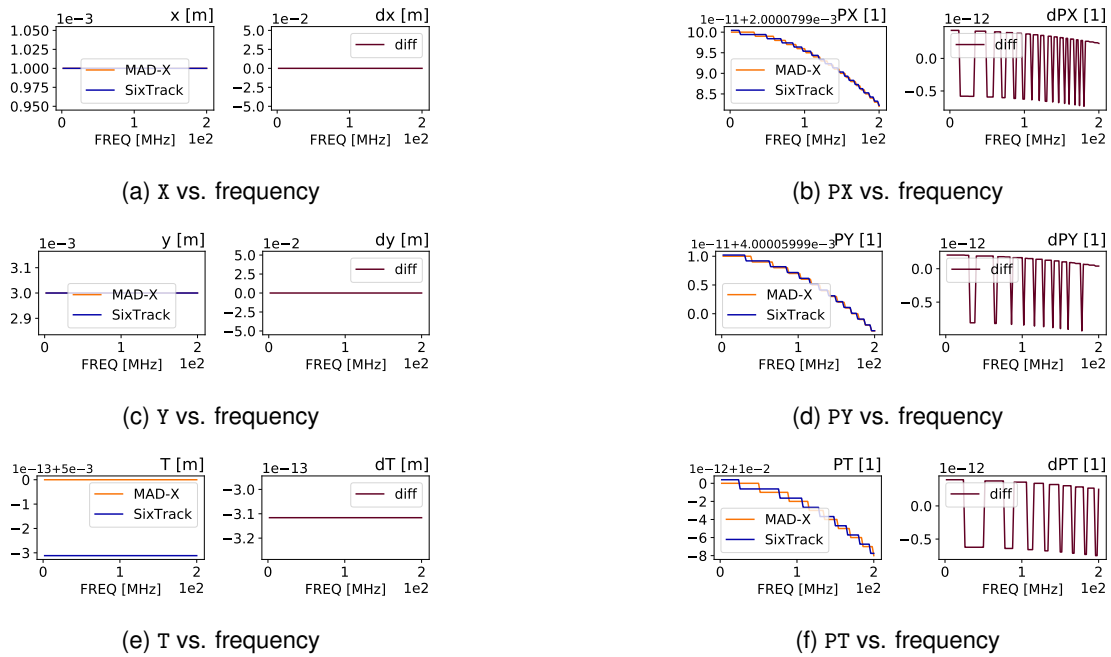 1e−3 x [m]
1e−2 dx [m]
1.050
1.025
1.000
0.975
0.950
MAD-X
SixTrack
0 1 2
FREQ [MHz] 1e2
5.0
2.5
0.0
−2.5
−5.0
diff
0 1 2
FREQ [MHz] 1e2
(a) X vs. frequency
1e−11+2.0000799e−3 PX [1]
1e−12 dPX [1]
10.0
9.5
9.0
8.5
MAD-X
SixTrack
1 2
FREQ [MHz] 1e2
0.0
−0.5
diff
0 1 2
FREQ [MHz] 1e2
(b) PX vs. frequency
1e−3 y [m]
1e−2 dy [m]
3.1
3.0
2.9
MAD-X
SixTrack
0 1 2
FREQ [MHz] 1e2
5.0
2.5
0.0
−2.5
−5.0
diff
0 1 2
FREQ [MHz] 1e2
(c) Y vs. frequency
1e−11+4.00005999e−3 PY [1]
1e−12 dPY [1]
1.0
0.5
0.0
MAD-X
SixTrack
0 1 2
FREQ [MHz] 1e2
0.0
−0.5
diff
0 1 2
FREQ [MHz] 1e2
(d) PY vs. frequency
1e−13+5e−3 T [m]
1e−13 dT [m]
0
−1
−2
−3
MAD-X
SixTrack
0 1 2
FREQ [MHz] 1e2
−3.0
−3.1
−3.2
diff
0 1 2
FREQ [MHz] 1e2
(e) T vs. frequency
1e−12+1e−2 PT [1]
1e−12 dPT [1]
0
−2
−4
−6
−8
MAD-X
SixTrack
0 1 2
FREQ [MHz] 1e2
0.0
−0.5
diff
0 1 2
FREQ [MHz] 1e2
(f) PT vs. frequency